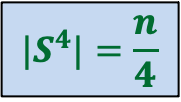 |S⁴| = n/4